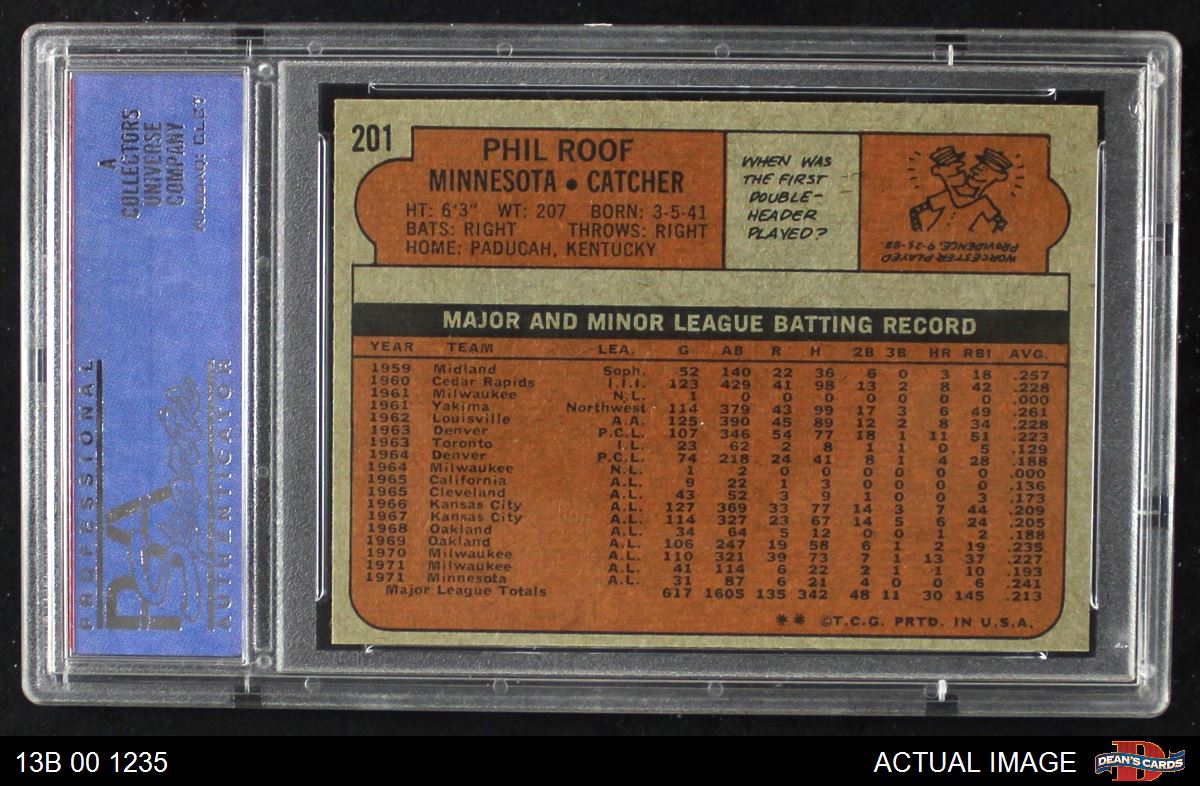 A
COLLECTORS
UNIVERSE
COMPANY
PROFESSIONAL
PSA
AUTHENTICATOR
201
PHIL ROOF
MINNESOTA • CATCHER
HT: 6'3" WT: 207 BORN: 3-5-41
BATS: RIGHT THROWS: RIGHT
HOME: PADUCAH, KENTUCKY
WHEN WAS
THE FIRST
DOUBLE-
HEADER
PLAYED?
WORCESTER PLAYED
PROVIDENCE, 9-25-82.
MAJOR AND MINOR LEAGUE BATTING RECORD
YEAR TEAM LEA. G AB R H 2B 3B HR RBI AVG.
1959 Midland Soph. 52 140 22 36 6 0 3 18 .257
1960 Cedar Rapids I.I.I. 123 429 41 98 13 2 8 42 .228
1961 Milwaukee N.L. 1 0 0 0 0 0 0 0 .000
1961 Yakima Northwest 114 379 43 99 17 3 6 49 .261
1962 Louisville A.A. 125 390 45 89 12 2 8 34 .228
1963 Denver P.C.L. 107 346 54 77 18 1 11 51 .223
1963 Toronto I.L. 23 62 2 8 1 1 0 5 .129
1964 Denver P.C.L. 74 218 24 41 8 1 4 28 .188
1964 Milwaukee N.L. 1 2 0 0 0 0 0 0 .000
1965 California A.L. 9 22 1 3 0 0 0 0 .136
1965 Cleveland A.L. 43 52 3 9 1 0 0 3 .173
1966 Kansas City A.L. 127 369 33 77 14 3 7 44 .209
1967 Kansas City A.L. 114 327 23 67 14 5 6 24 .205
1968 Oakland A.L. 34 64 5 12 0 0 1 2 .188
1969 Oakland A.L. 106 247 19 58 6 1 2 19 .235
1970 Milwaukee A.L. 110 321 39 73 7 1 13 37 .227
1971 Milwaukee A.L. 41 114 6 22 2 1 1 10 .193
1971 Minnesota A.L. 31 87 6 21 4 0 0 6 .241
Major League Totals 617 1605 135 342 48 11 30 145 .213
** ©T.C.G. PRTD. IN U.S.A.
13B 00 1235
ACTUAL IMAGE
DEAN'S CARDS